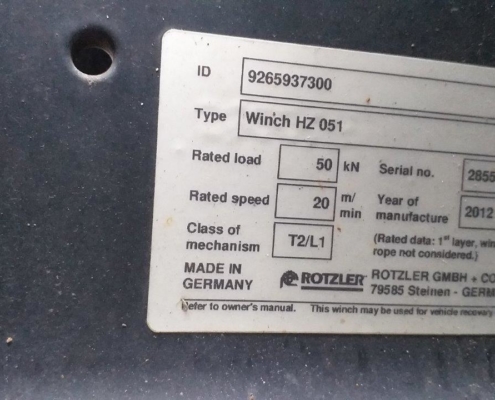 ID 9265937300
Type Winch HZ 051
Rated load 50 kN Serial no. 2855
Rated speed 20 m/min Year of manufacture 2012
Class of mechanism T2/L1 (Rated data: 1st layer, win
rope not considered.)
MADE IN GERMANY ROTZLER ROTZLER GMBH + CO
79585 Steinen - GERM
Refer to owner's manual. This winch may be used for vehicle recovery